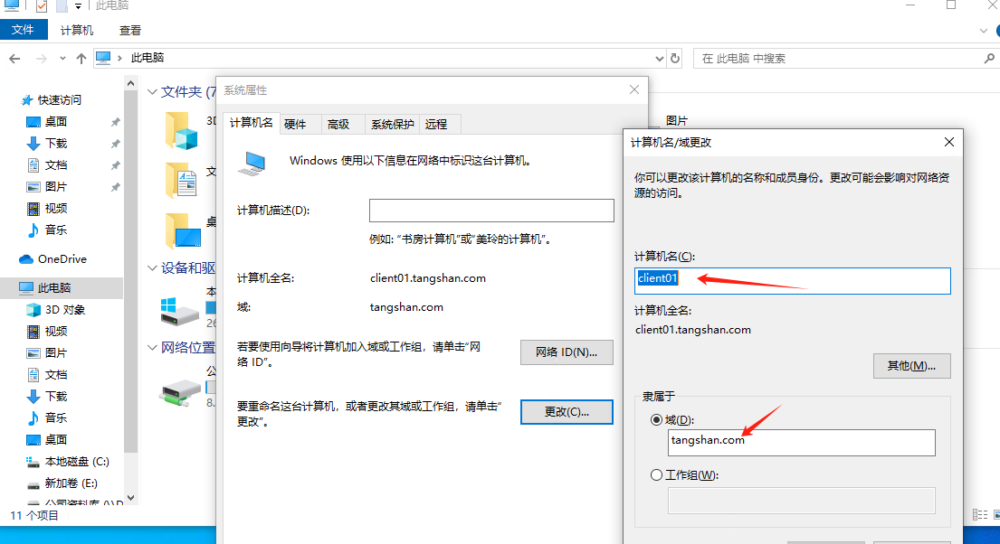 此电脑
文件
计算机
查看
此电脑
在 此电脑 中搜索
快速访问
桌面
下载
文档
图片
视频
音乐
OneDrive
此电脑
3D 对象
视频
图片
文档
下载
音乐
桌面
本地磁盘 (C:)
新加卷 (E:)
11 个项目
文件夹 (7
3D
文
桌
设备和驱
本
26
网络位置
公
8.
图片
系统属性
计算机名
硬件
高级
系统保护
远程
Windows 使用以下信息在网络中标识这台计算机。
计算机描述(D):
例如: “书房计算机”或“美玲的计算机”。
计算机全名:
client01.tangshan.com
域:
tangshan.com
若要使用向导将计算机加入域或工作组，请单击“网
络 ID”。
网络 ID(N)...
要重命名这台计算机，或者更改其域或工作组，请单击“
更改”。
更改(C)...
计算机名/域更改
你可以更改该计算机的名称和成员身份。更改可能会影响对网络资
源的访问。
计算机名(C):
client01
计算机全名:
client01.tangshan.com
其他(M)...
隶属于
域(D):
tangshan.com
工作组(W):